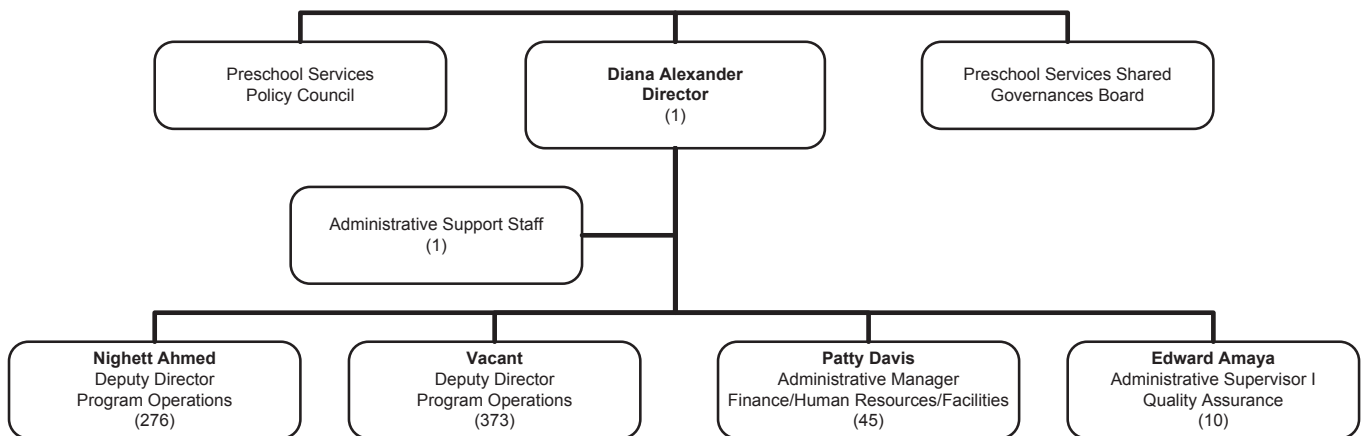 Preschool Services
Policy Council
Diana Alexander
Director
(1)
Preschool Services Shared
Governances Board
Administrative Support Staff
(1)
Nighett Ahmed
Deputy Director
Program Operations
(276)
Vacant
Deputy Director
Program Operations
(373)
Patty Davis
Administrative Manager
Finance/Human Resources/Facilities
(45)
Edward Amaya
Administrative Supervisor I
Quality Assurance
(10)